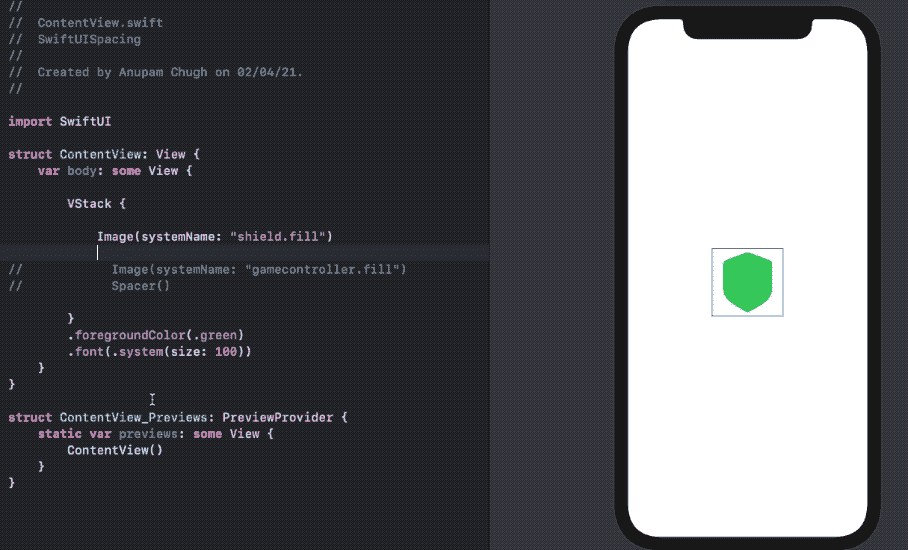 //
//  ContentView.swift
//  SwiftUISpacing
//
//  Created by Anupam Chugh on 02/04/21.
//
import SwiftUI
struct ContentView: View {
    var body: some View {
        VStack {
            Image(systemName: "shield.fill")
//            Image(systemName: "gamecontroller.fill")
//            Spacer()
        }
        .foregroundColor(.green)
        .font(.system(size: 100))
    }
}
struct ContentView_Previews: PreviewProvider {
    static var previews: some View {
        ContentView()
    }
}